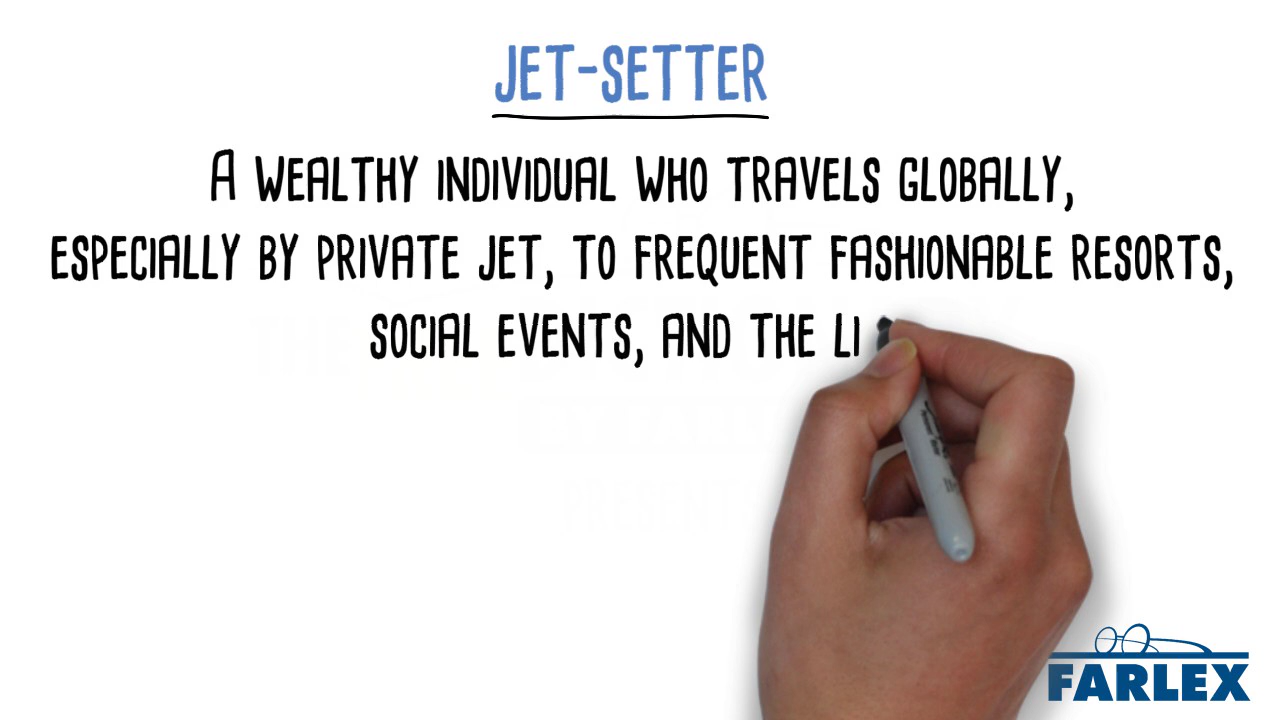 JET-SETTER
A WEALTHY INDIVIDUAL WHO TRAVELS GLOBALLY,
ESPECIALLY BY PRIVATE JET, TO FREQUENT FASHIONABLE RESORTS,
SOCIAL EVENTS, AND THE LI
FARLEX